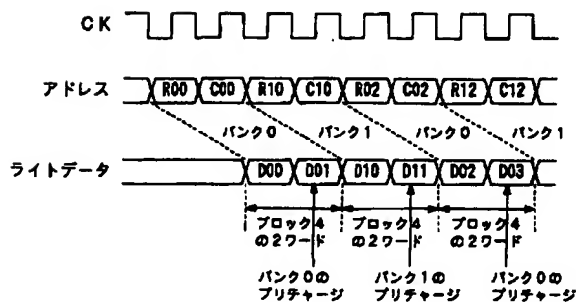 CK
アドレス R00 C00 R10 C10 R02 C02 R12 C12
バンク0 バンク1 バンク0 バンク1
ライトデータ D00 D01 D10 D11 D02 D03
ブロック4 ブロック4 ブロック4
の2ワード の2ワード の2ワード
バンク0の バンク1の バンク0の
プリチャージ プリチャージ プリチャージ